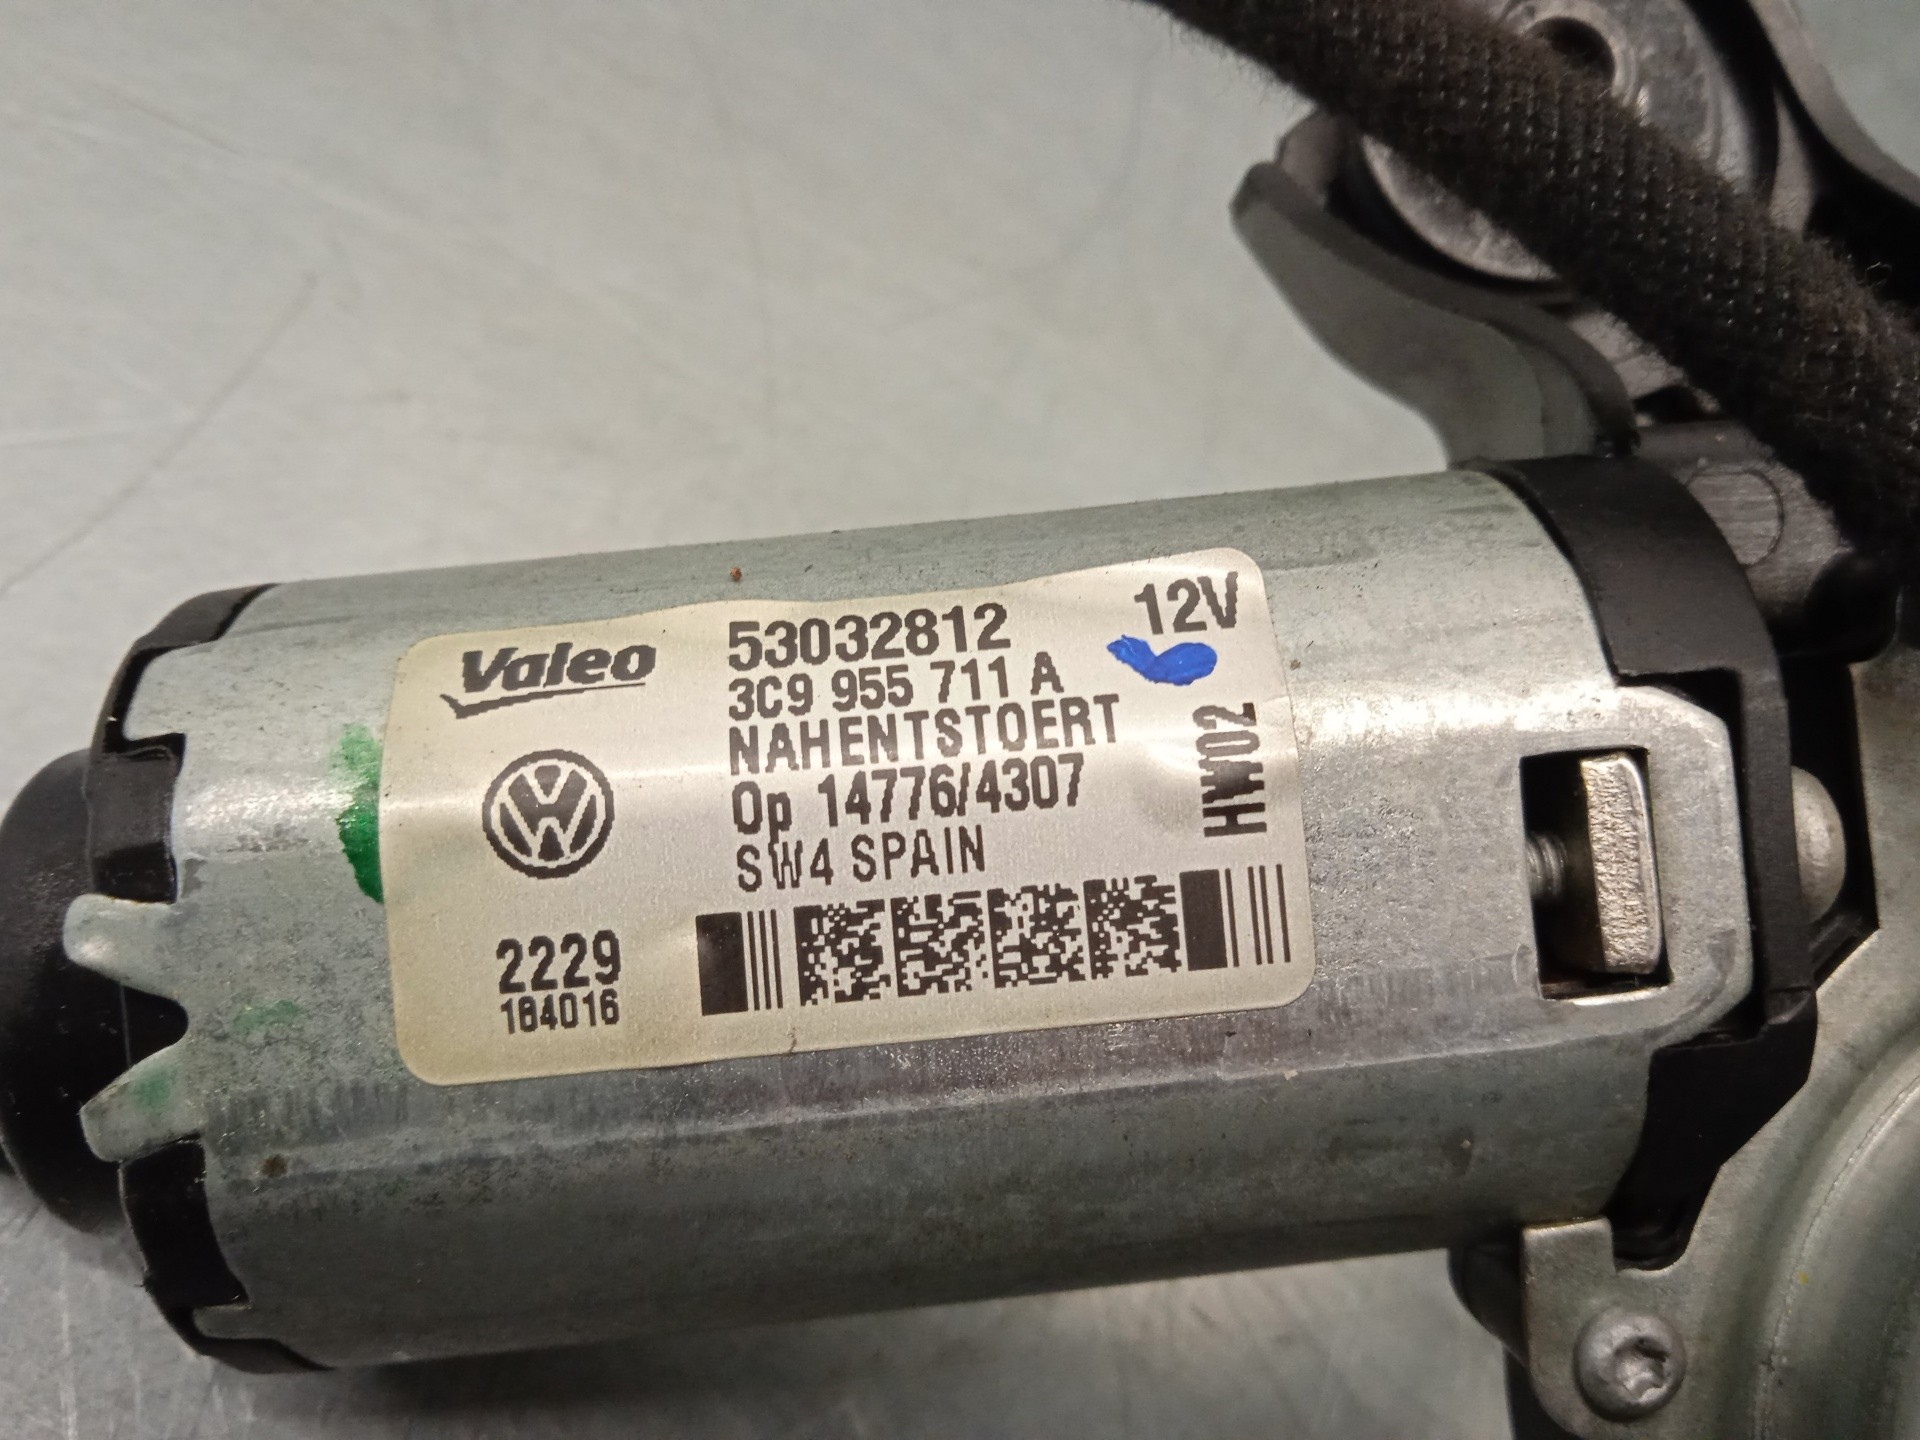 Valeo
53032812
12V
3C9 955 711 A
NAHENTSTOERT
Op 14776/4307
SW4 SPAIN
HW02
2229
184016